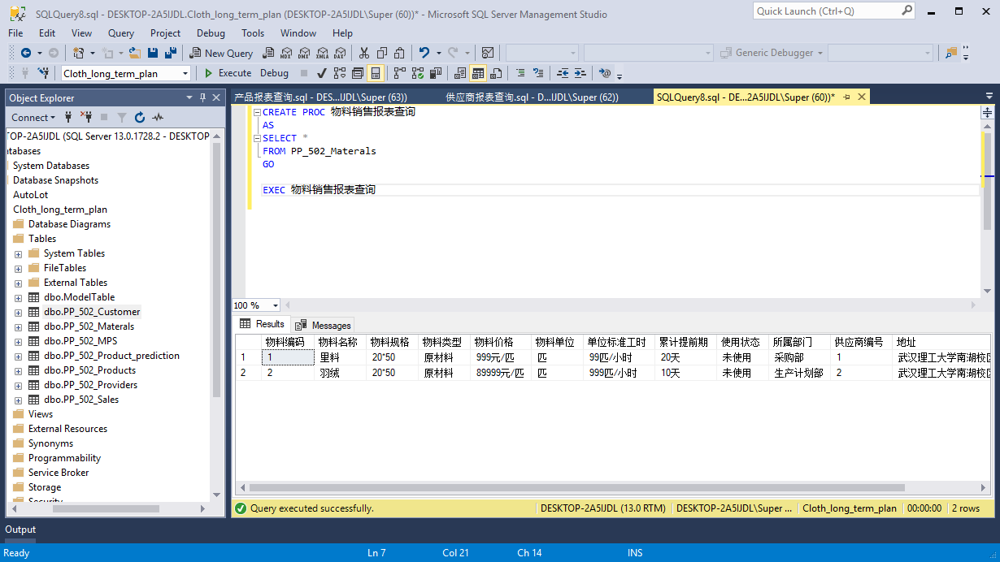 SQLQuery8.sql - DESKTOP-2A5IJDL.Cloth_long_term_plan (DESKTOP-2A5IJDL\Super (60))* - Microsoft SQL Server Management Studio
Quick Launch (Ctrl+Q)
File Edit View Query Project Debug Tools Window Help
New Query MDX DMX XMLA DAX Generic Debugger
Cloth_long_term_plan Execute Debug
Object Explorer
产品报表查询.sql - DES...IJDL\Super (63)) 供应商报表查询.sql - D...IJDL\Super (62)) SQLQuery8.sql - DE...2A5IJDL\Super (60))*
Connect
TOP-2A5IJDL (SQL Server 13.0.1728.2 - DESKTOP
tabases
System Databases
Database Snapshots
AutoLot
Cloth_long_term_plan
Database Diagrams
Tables
System Tables
FileTables
External Tables
dbo.ModelTable
dbo.PP_502_Customer
dbo.PP_502_Materals
dbo.PP_502_MPS
dbo.PP_502_Product_prediction
dbo.PP_502_Products
dbo.PP_502_Providers
dbo.PP_502_Sales
Views
External Resources
Synonyms
Programmability
Service Broker
Storage
Security
CREATE PROC 物料销售报表查询
AS
SELECT *
FROM PP_502_Materals
GO
EXEC 物料销售报表查询
100 %
Results Messages
物料编码 物料名称 物料规格 物料类型 物料价格 物料单位 单位标准工时 累计提前期 使用状态 所属部门 供应商编号 地址
1 1 里料 20*50 原材料 999元/匹 匹 99匹/小时 20天 未使用 采购部 1 武汉理工大学南湖校区
2 2 羽绒 20*50 原材料 89999元/匹 匹 999匹/小时 10天 未使用 生产计划部 2 武汉理工大学南湖校区
Query executed successfully. DESKTOP-2A5IJDL (13.0 RTM) DESKTOP-2A5IJDL\Super ... Cloth_long_term_plan 00:00:00 2 rows
Output
Ready Ln 7 Col 21 Ch 14 INS